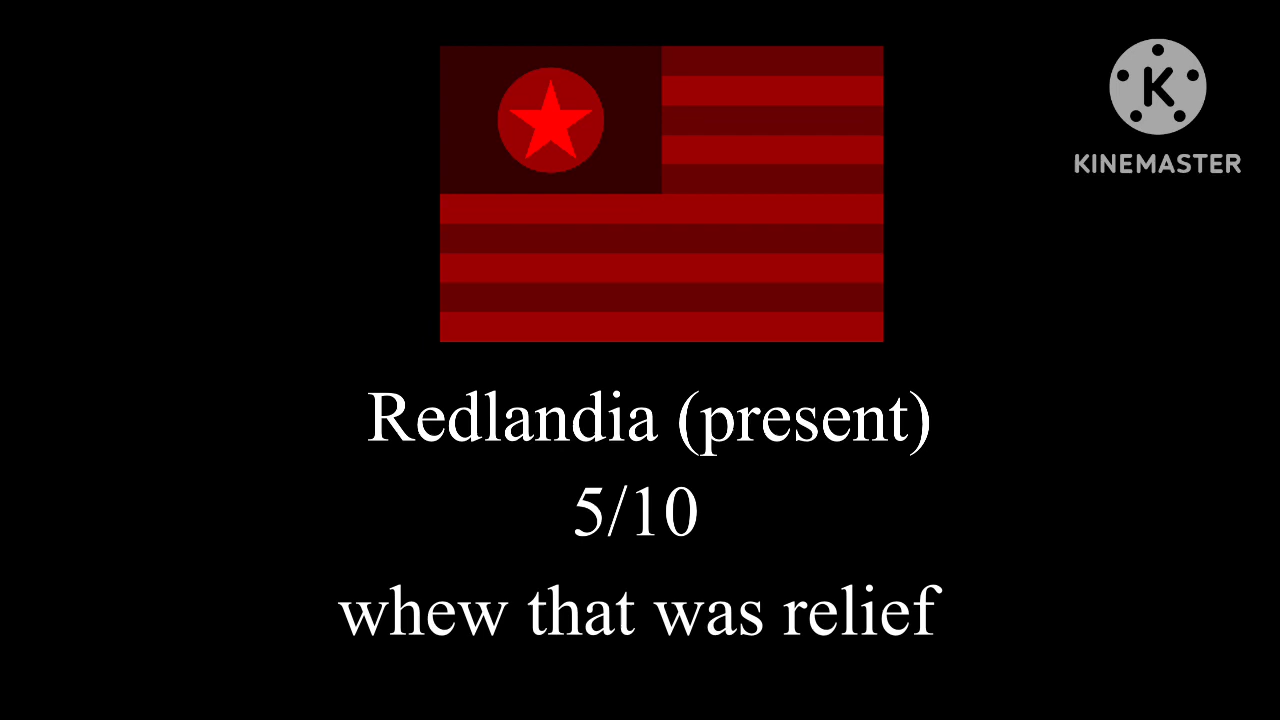 K
KINEMASTER
Redlandia (present)
5/10
whew that was relief